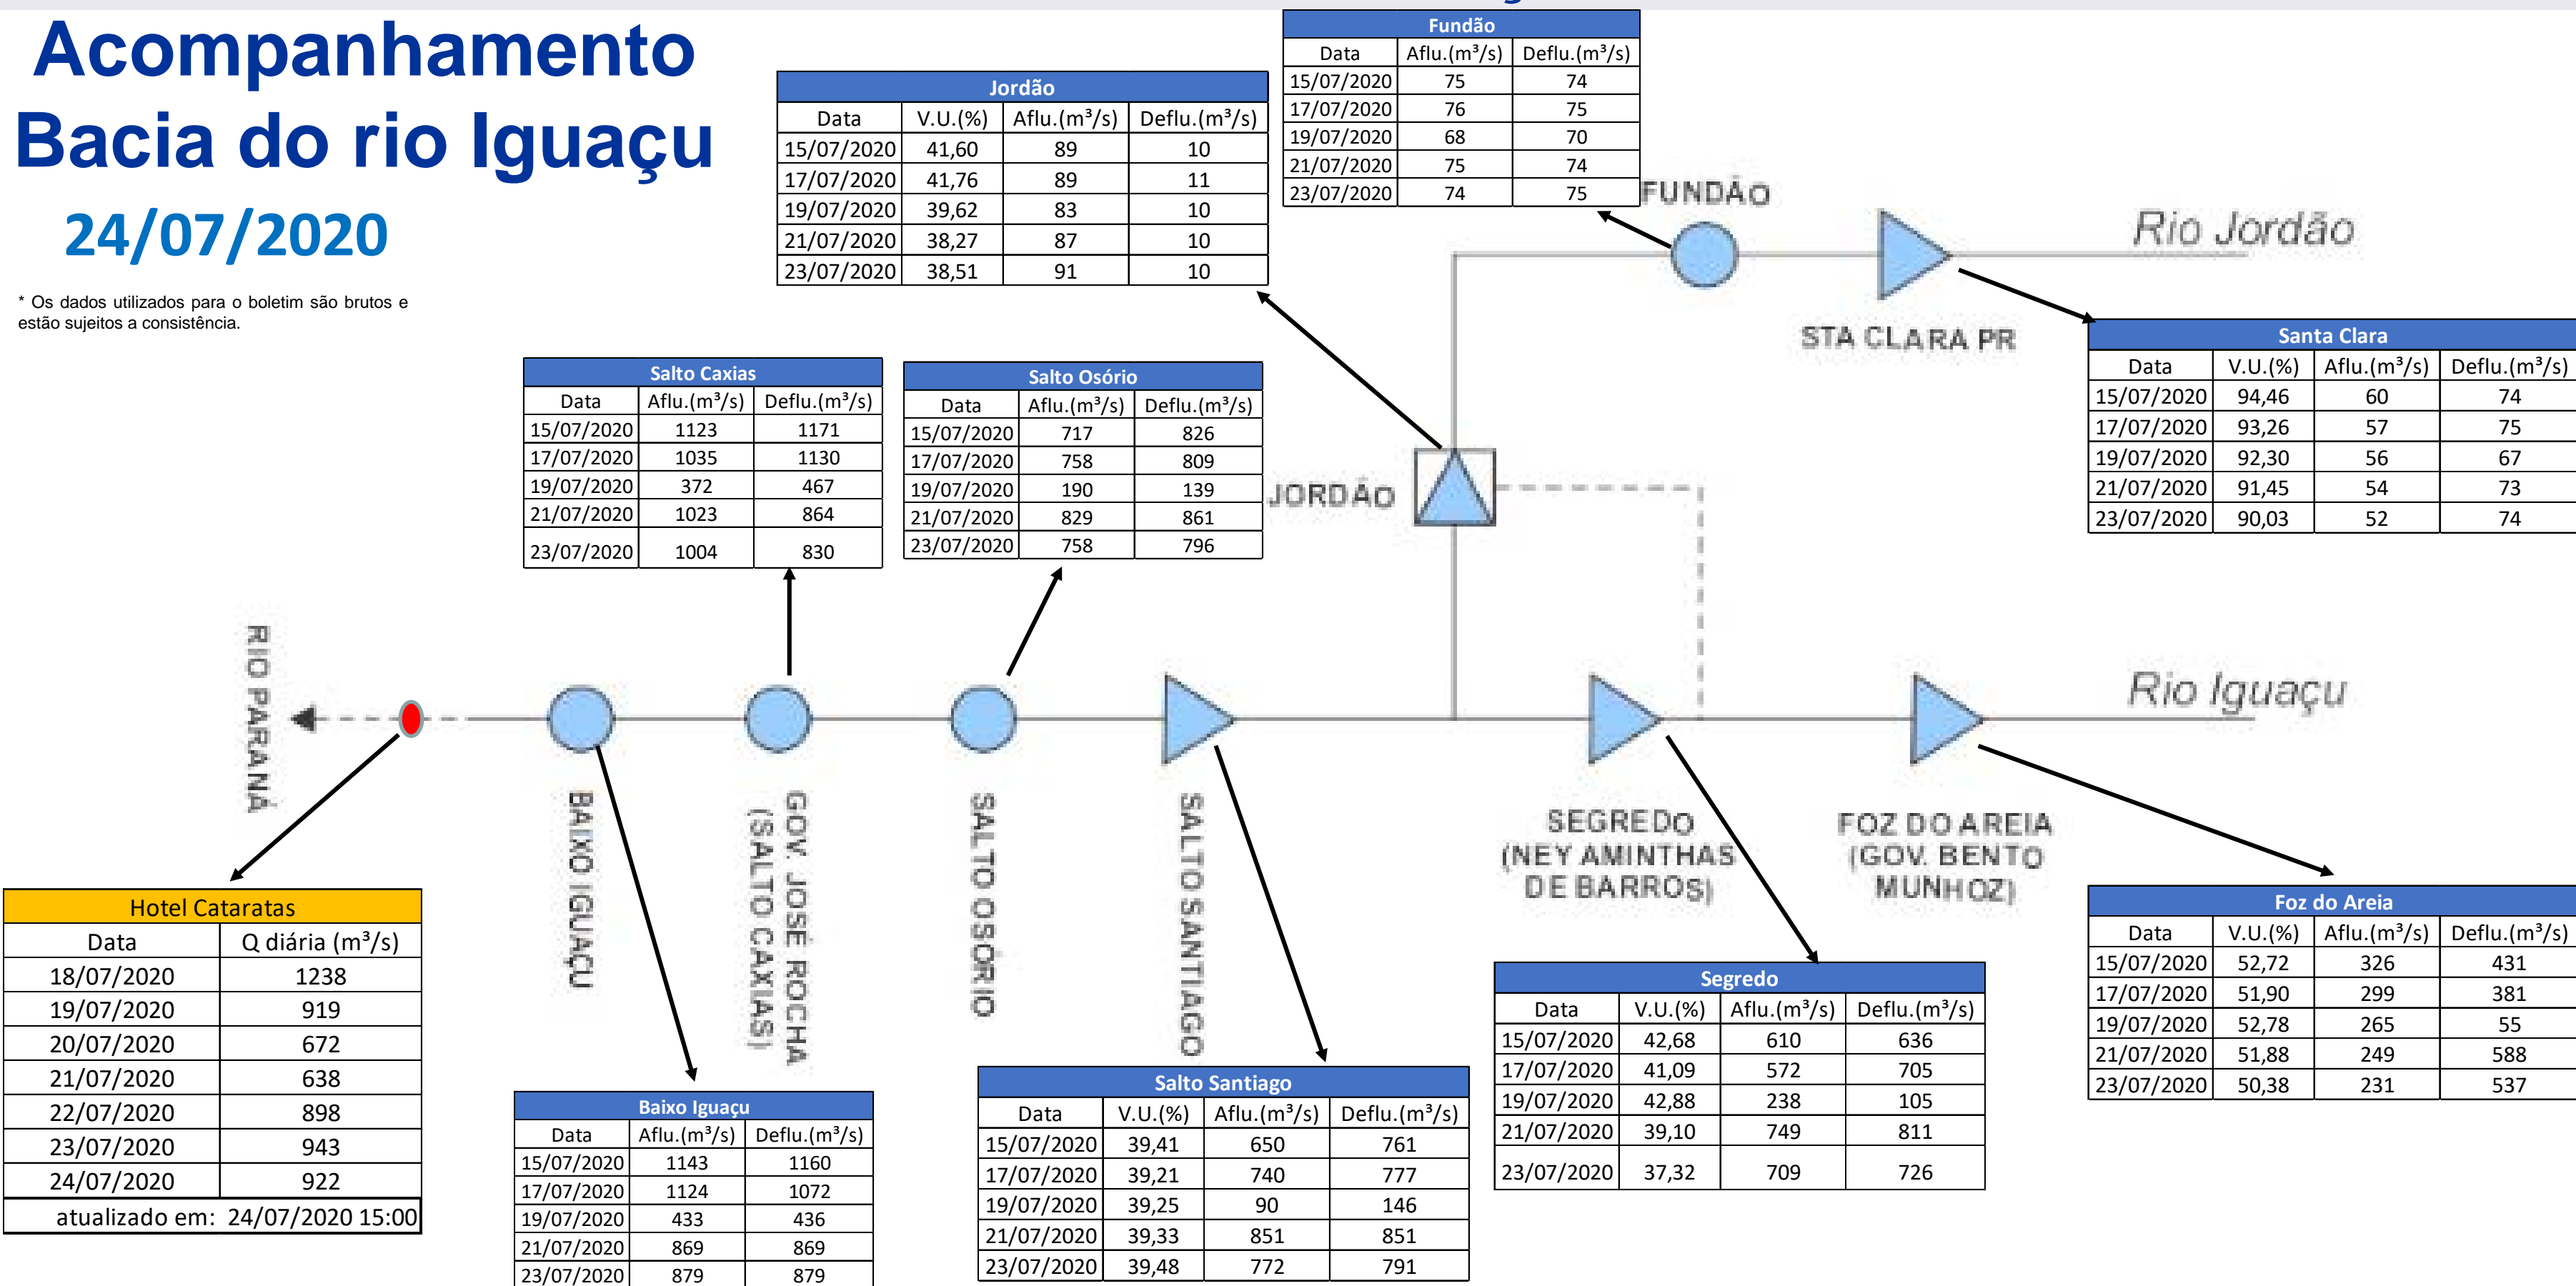 Acompanhamento
Bacia do rio Iguaçu
24/07/2020
* Os dados utilizados para o boletim são brutos e
estão sujeitos a consistência.
Jordão
Data V.U.(%) Aflu.(m³/s) Deflu.(m³/s)
15/07/2020 41,60 89 10
17/07/2020 41,76 89 11
19/07/2020 39,62 83 10
21/07/2020 38,27 87 10
23/07/2020 38,51 91 10
Fundão
Data Aflu.(m³/s) Deflu.(m³/s)
15/07/2020 75 74
17/07/2020 76 75
19/07/2020 68 70
21/07/2020 75 74
23/07/2020 74 75
FUNDÃO
Rio Jordão
STA CLARA PR
Santa Clara
Data V.U.(%) Aflu.(m³/s) Deflu.(m³/s)
15/07/2020 94,46 60 74
17/07/2020 93,26 57 75
19/07/2020 92,30 56 67
21/07/2020 91,45 54 73
23/07/2020 90,03 52 74
Salto Caxias
Data Aflu.(m³/s) Deflu.(m³/s)
15/07/2020 1123 1171
17/07/2020 1035 1130
19/07/2020 372 467
21/07/2020 1023 864
23/07/2020 1004 830
Salto Osório
Data Aflu.(m³/s) Deflu.(m³/s)
15/07/2020 717 826
17/07/2020 758 809
19/07/2020 190 139
21/07/2020 829 861
23/07/2020 758 796
JORDÃO
RIO PARANÁ
Rio Iguaçu
BAIXO IGUAÇU
GOV. JOSÉ ROCHA
(SALTO CAXIAS)
SALTO OSÓRIO
SALTO SANTIAGO
SEGREDO
(NEY AMINTHAS
DE BARROS)
FOZ DO AREIA
(GOV. BENTO
MUNHOZ)
Hotel Cataratas
Data Q diária (m³/s)
18/07/2020 1238
19/07/2020 919
20/07/2020 672
21/07/2020 638
22/07/2020 898
23/07/2020 943
24/07/2020 922
atualizado em: 24/07/2020 15:00
Baixo Iguaçu
Data Aflu.(m³/s) Deflu.(m³/s)
15/07/2020 1143 1160
17/07/2020 1124 1072
19/07/2020 433 436
21/07/2020 869 869
23/07/2020 879 879
Salto Santiago
Data V.U.(%) Aflu.(m³/s) Deflu.(m³/s)
15/07/2020 39,41 650 761
17/07/2020 39,21 740 777
19/07/2020 39,25 90 146
21/07/2020 39,33 851 851
23/07/2020 39,48 772 791
Segredo
Data V.U.(%) Aflu.(m³/s) Deflu.(m³/s)
15/07/2020 42,68 610 636
17/07/2020 41,09 572 705
19/07/2020 42,88 238 105
21/07/2020 39,10 749 811
23/07/2020 37,32 709 726
Foz do Areia
Data V.U.(%) Aflu.(m³/s) Deflu.(m³/s)
15/07/2020 52,72 326 431
17/07/2020 51,90 299 381
19/07/2020 52,78 265 55
21/07/2020 51,88 249 588
23/07/2020 50,38 231 537